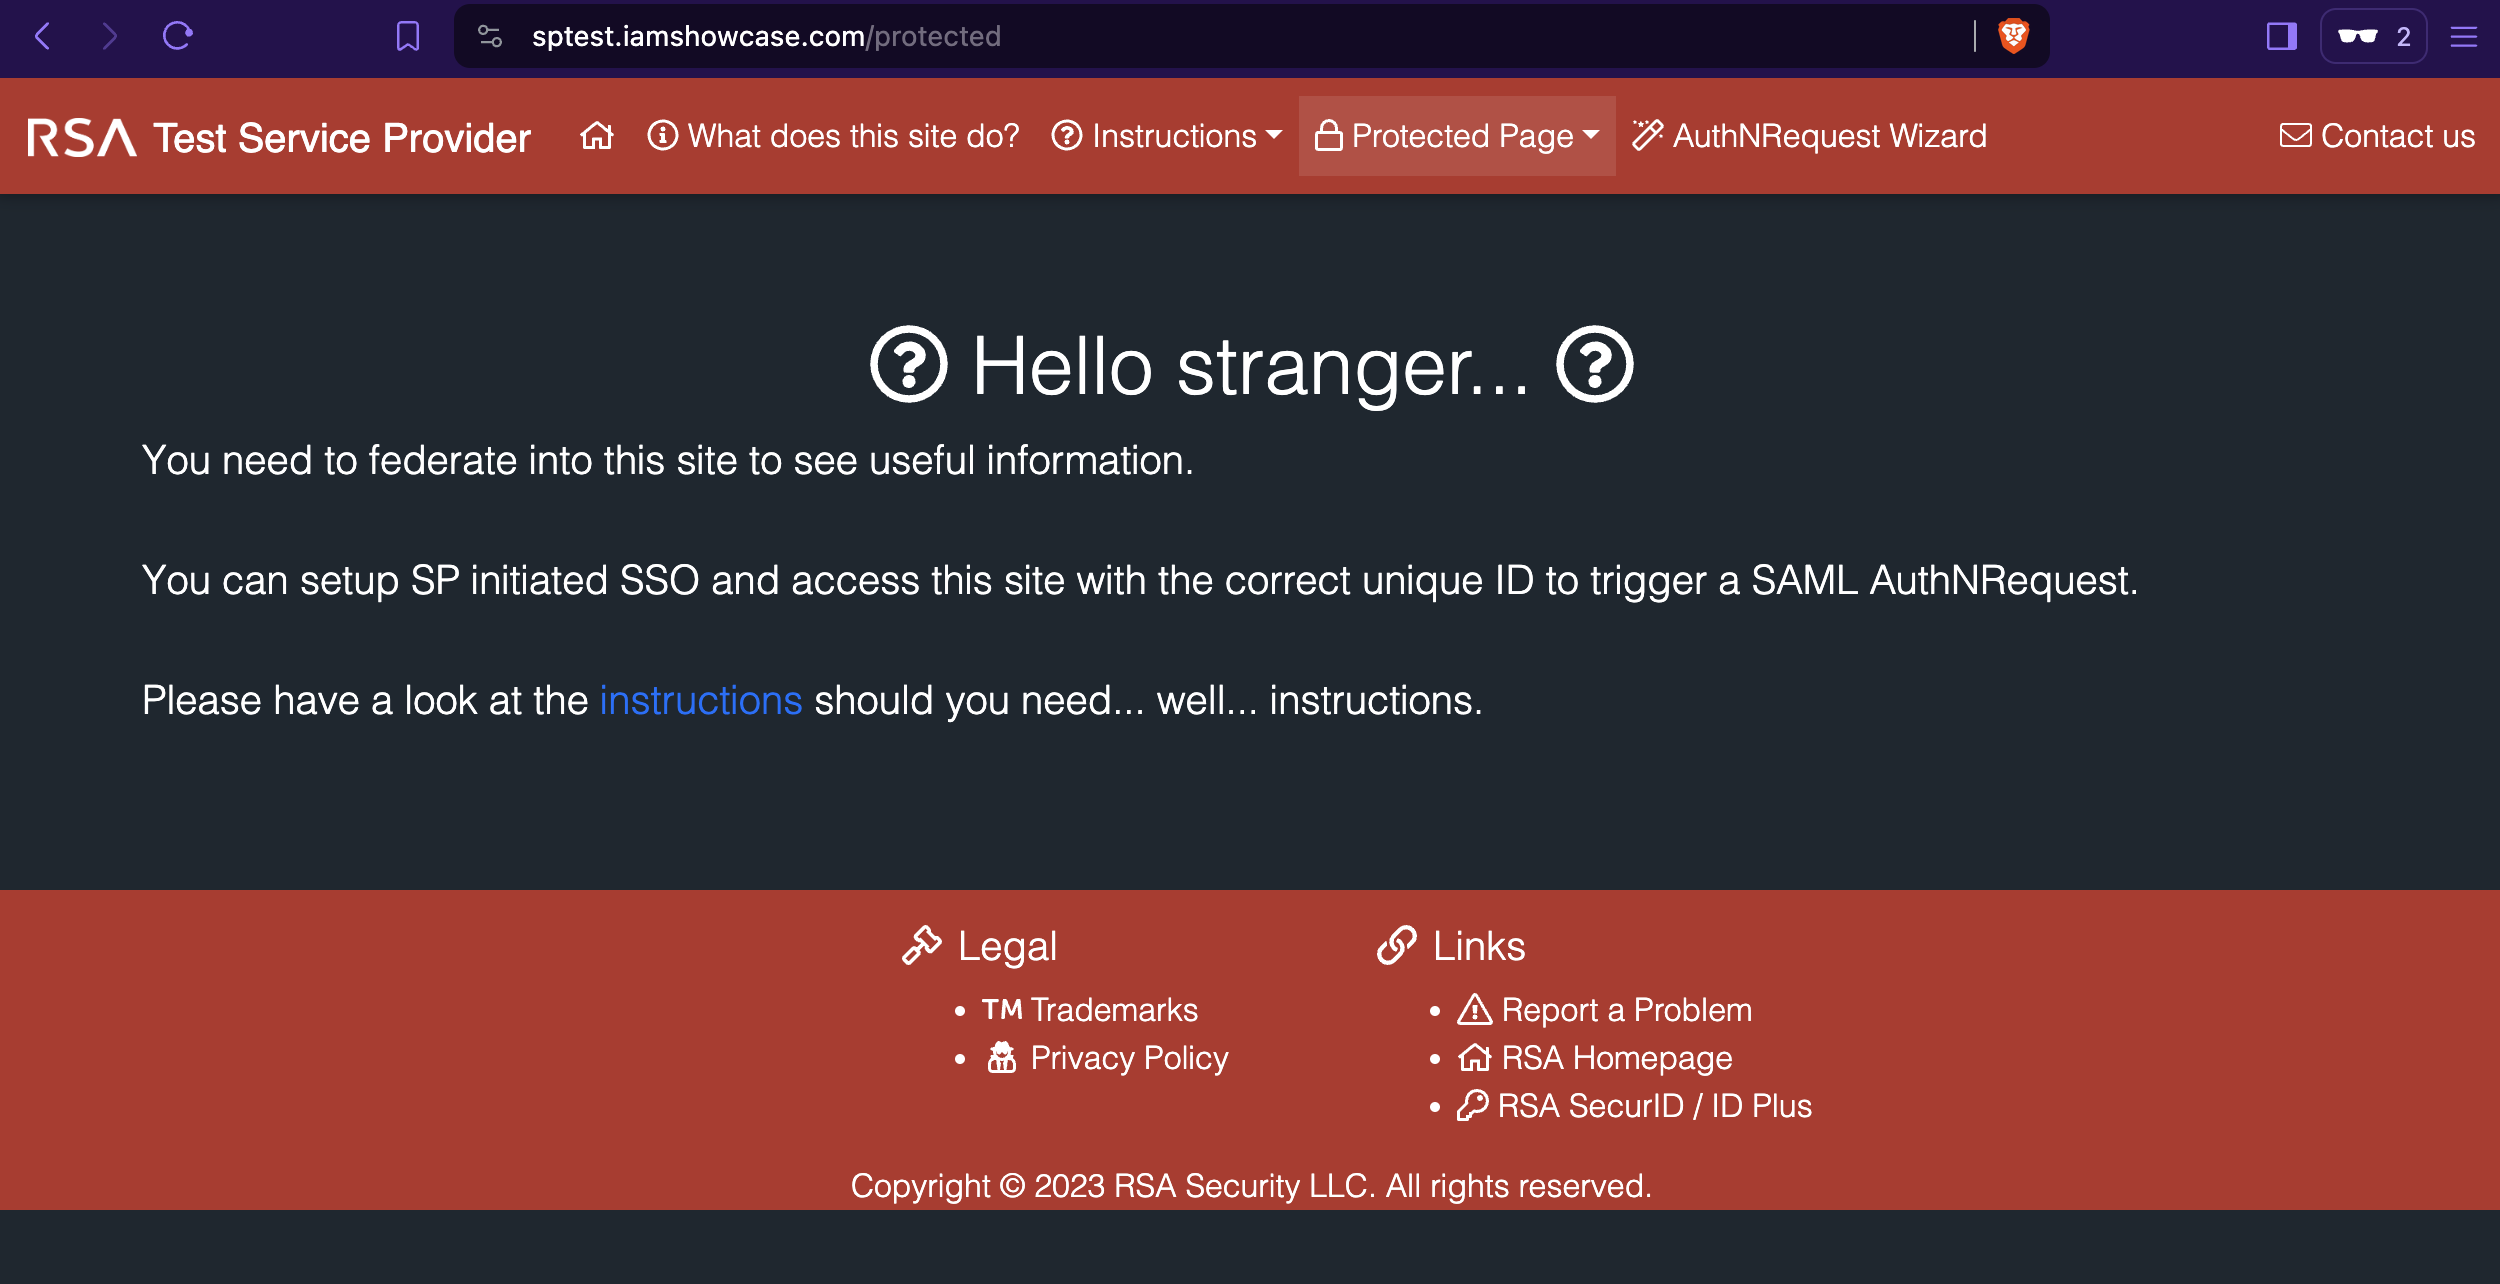 sptest.iamshowcase.com/protected
2
RSA Test Service Provider
What does this site do?
Instructions
Protected Page
AuthNRequest Wizard
Contact us
Hello stranger...
You need to federate into this site to see useful information.
You can setup SP initiated SSO and access this site with the correct unique ID to trigger a SAML AuthNRequest.
Please have a look at the instructions should you need... well... instructions.
Legal
TM Trademarks
Privacy Policy
Links
Report a Problem
RSA Homepage
RSA SecurID / ID Plus
Copyright © 2023 RSA Security LLC. All rights reserved.